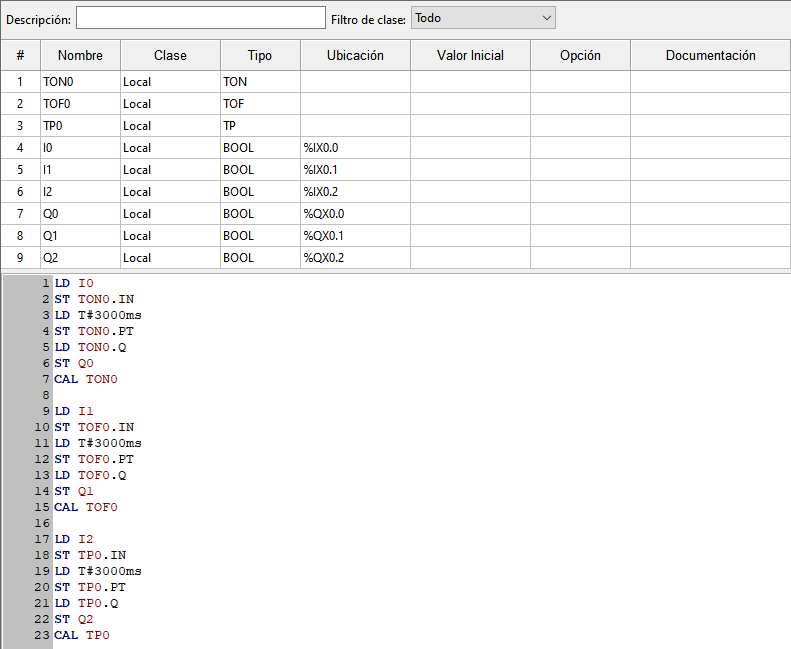 Descripción:
Filtro de clase: Todo
# Nombre Clase Tipo Ubicación Valor Inicial Opción Documentación
1 TON0 Local TON
2 TOF0 Local TOF
3 TP0 Local TP
4 I0 Local BOOL %IX0.0
5 I1 Local BOOL %IX0.1
6 I2 Local BOOL %IX0.2
7 Q0 Local BOOL %QX0.0
8 Q1 Local BOOL %QX0.1
9 Q2 Local BOOL %QX0.2
1 LD I0
2 ST TON0.IN
3 LD T#3000ms
4 ST TON0.PT
5 LD TON0.Q
6 ST Q0
7 CAL TON0
8
9 LD I1
10 ST TOF0.IN
11 LD T#3000ms
12 ST TOF0.PT
13 LD TOF0.Q
14 ST Q1
15 CAL TOF0
16
17 LD I2
18 ST TP0.IN
19 LD T#3000ms
20 ST TP0.PT
21 LD TP0.Q
22 ST Q2
23 CAL TP0